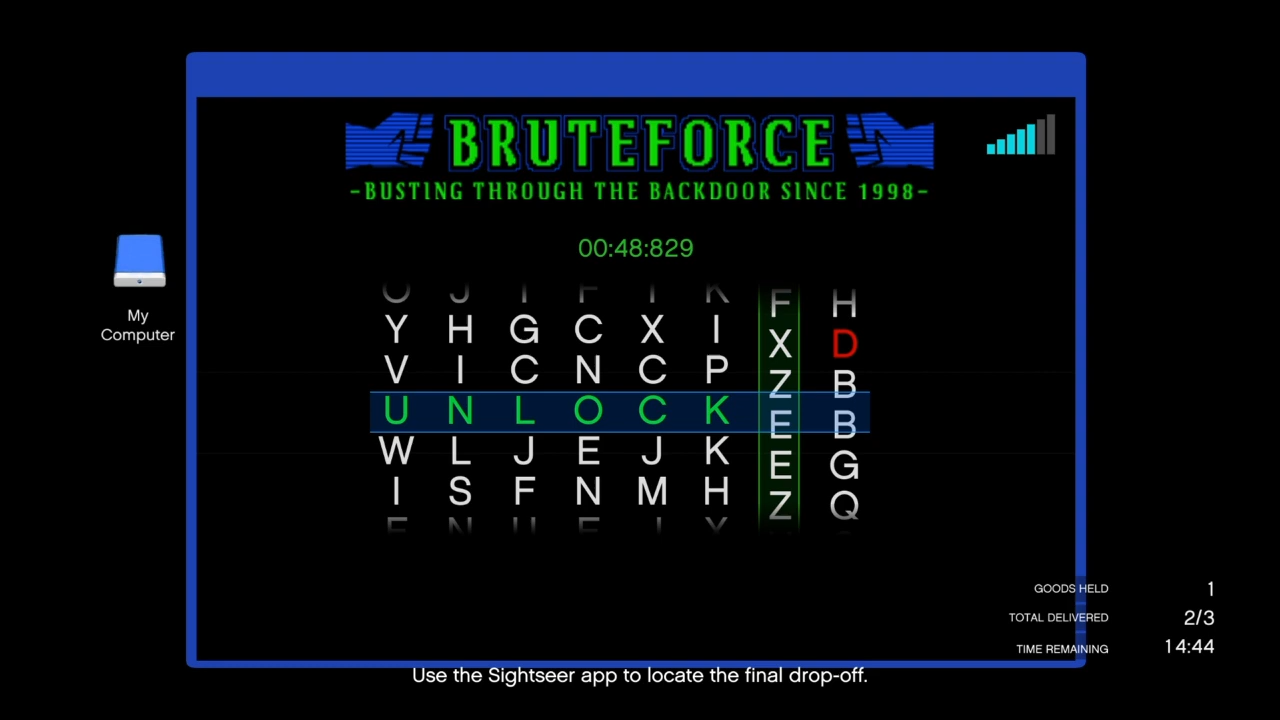 BRUTEFORCE
-BUSTING THROUGH THE BACKDOOR SINCE 1998-
00:48:829
My
Computer
F H
Y H G C X I X D
V I C N C P Z B
U N L O C K E B
W L J E J K E G
I S F N M H Z Q
GOODS HELD 1
TOTAL DELIVERED 2/3
TIME REMAINING 14:44
Use the Sightseer app to locate the final drop-off.